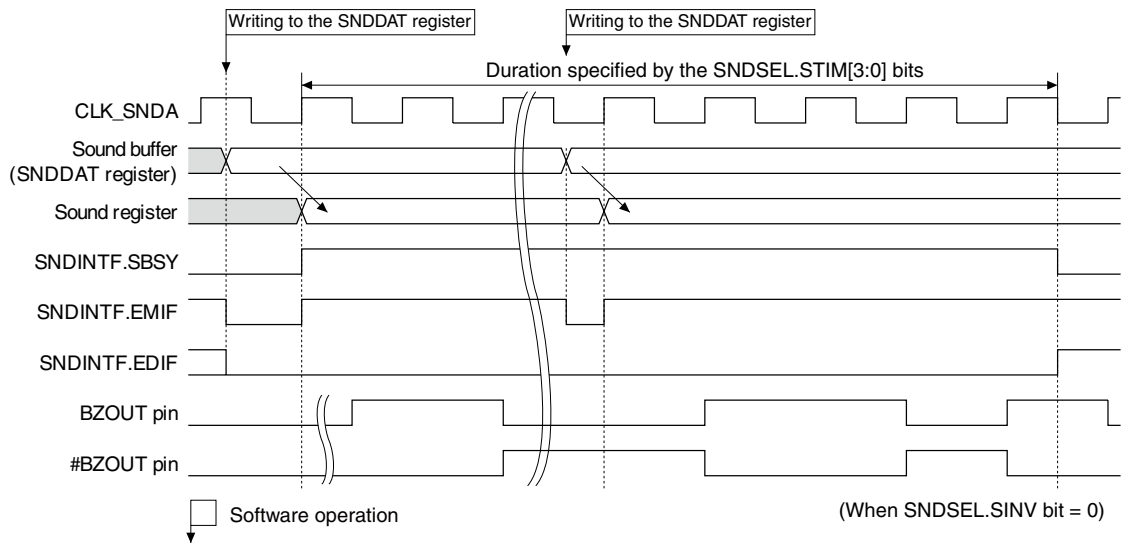 Writing to the SNDDAT register
Writing to the SNDDAT register
Duration specified by the SNDSEL.STIM[3:0] bits
CLK_SNDA
Sound buffer
(SNDDAT register)
Sound register
SNDINTF.SBSY
SNDINTF.EMIF
SNDINTF.EDIF
BZOUT pin
#BZOUT pin
Software operation
(When SNDSEL.SINV bit = 0)